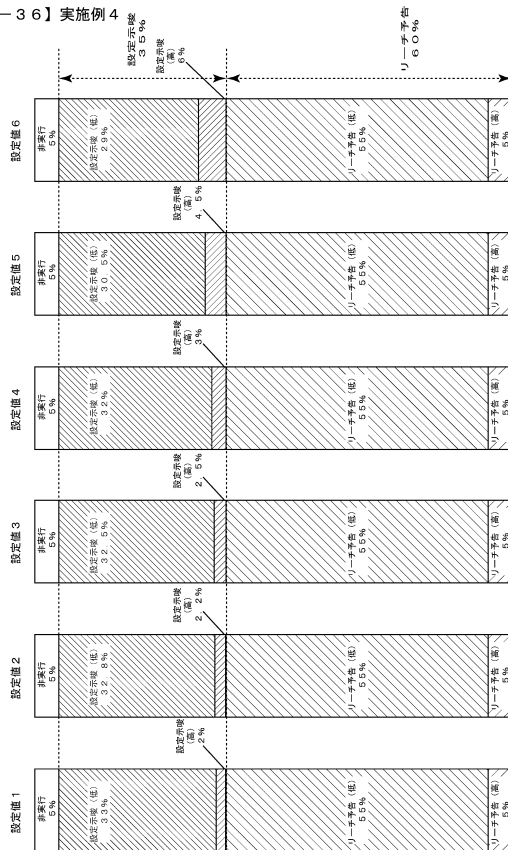 －３６】実施例４
設定示唆
３５％
リーチ予告
６０％
設定値６
非実行
５％
設定示唆（低）
２９％
設定示唆
（高）
６％
リーチ予告（低）
５５％
リーチ予告（高）
５％
設定値５
非実行
５％
設定示唆（低）
３０．５％
設定示唆
（高）
４．５％
リーチ予告（低）
５５％
リーチ予告（高）
５％
設定値４
非実行
５％
設定示唆（低）
３２％
設定示唆
（高）
３％
リーチ予告（低）
５５％
リーチ予告（高）
５％
設定値３
非実行
５％
設定示唆（低）
３２．５％
設定示唆
（高）
２．５％
リーチ予告（低）
５５％
リーチ予告（高）
５％
設定値２
非実行
５％
設定示唆（低）
３２．８％
設定示唆
（高）
２．２％
リーチ予告（低）
５５％
リーチ予告（高）
５％
設定値１
非実行
５％
設定示唆（低）
３３％
設定示唆
（高）
２％
リーチ予告（低）
５５％
リーチ予告（高）
５％